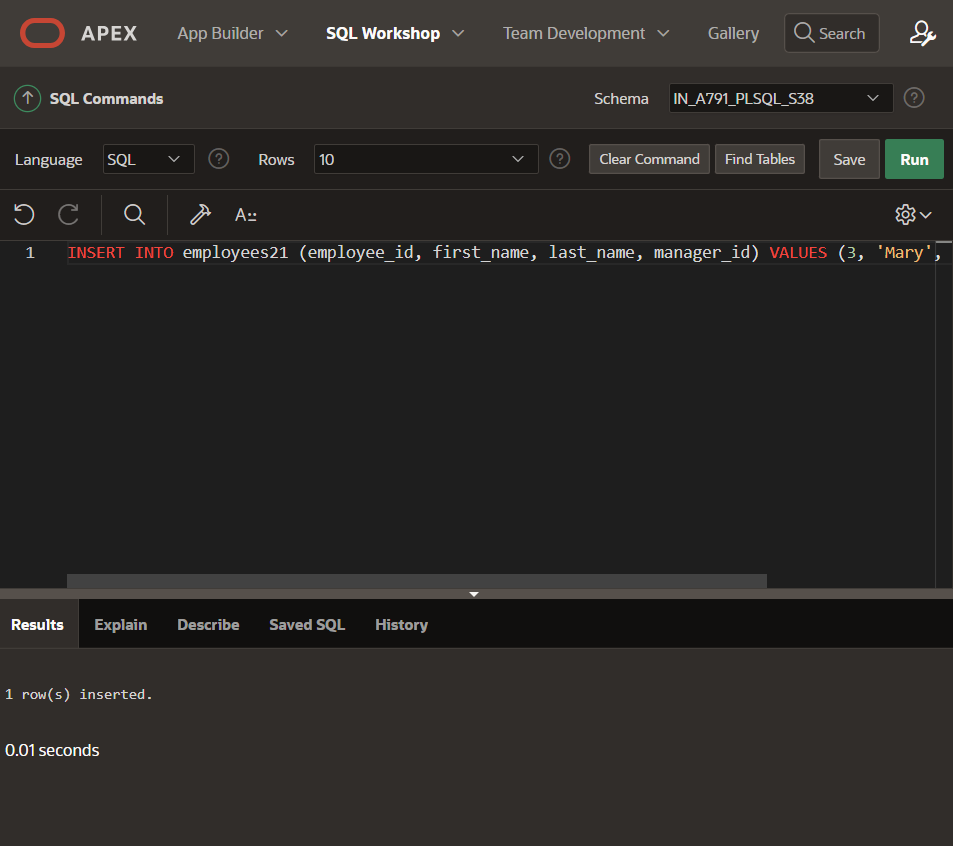 APEX App Builder SQL Workshop Team Development Gallery Search
SQL Commands Schema IN_A791_PLSQL_S38 ?
Language SQL ? Rows 10 ? Clear Command Find Tables Save Run
A::
1 INSERT INTO employees21 (employee_id, first_name, last_name, manager_id) VALUES (3, 'Mary',
Results Explain Describe Saved SQL History
1 row(s) inserted.
0.01 seconds